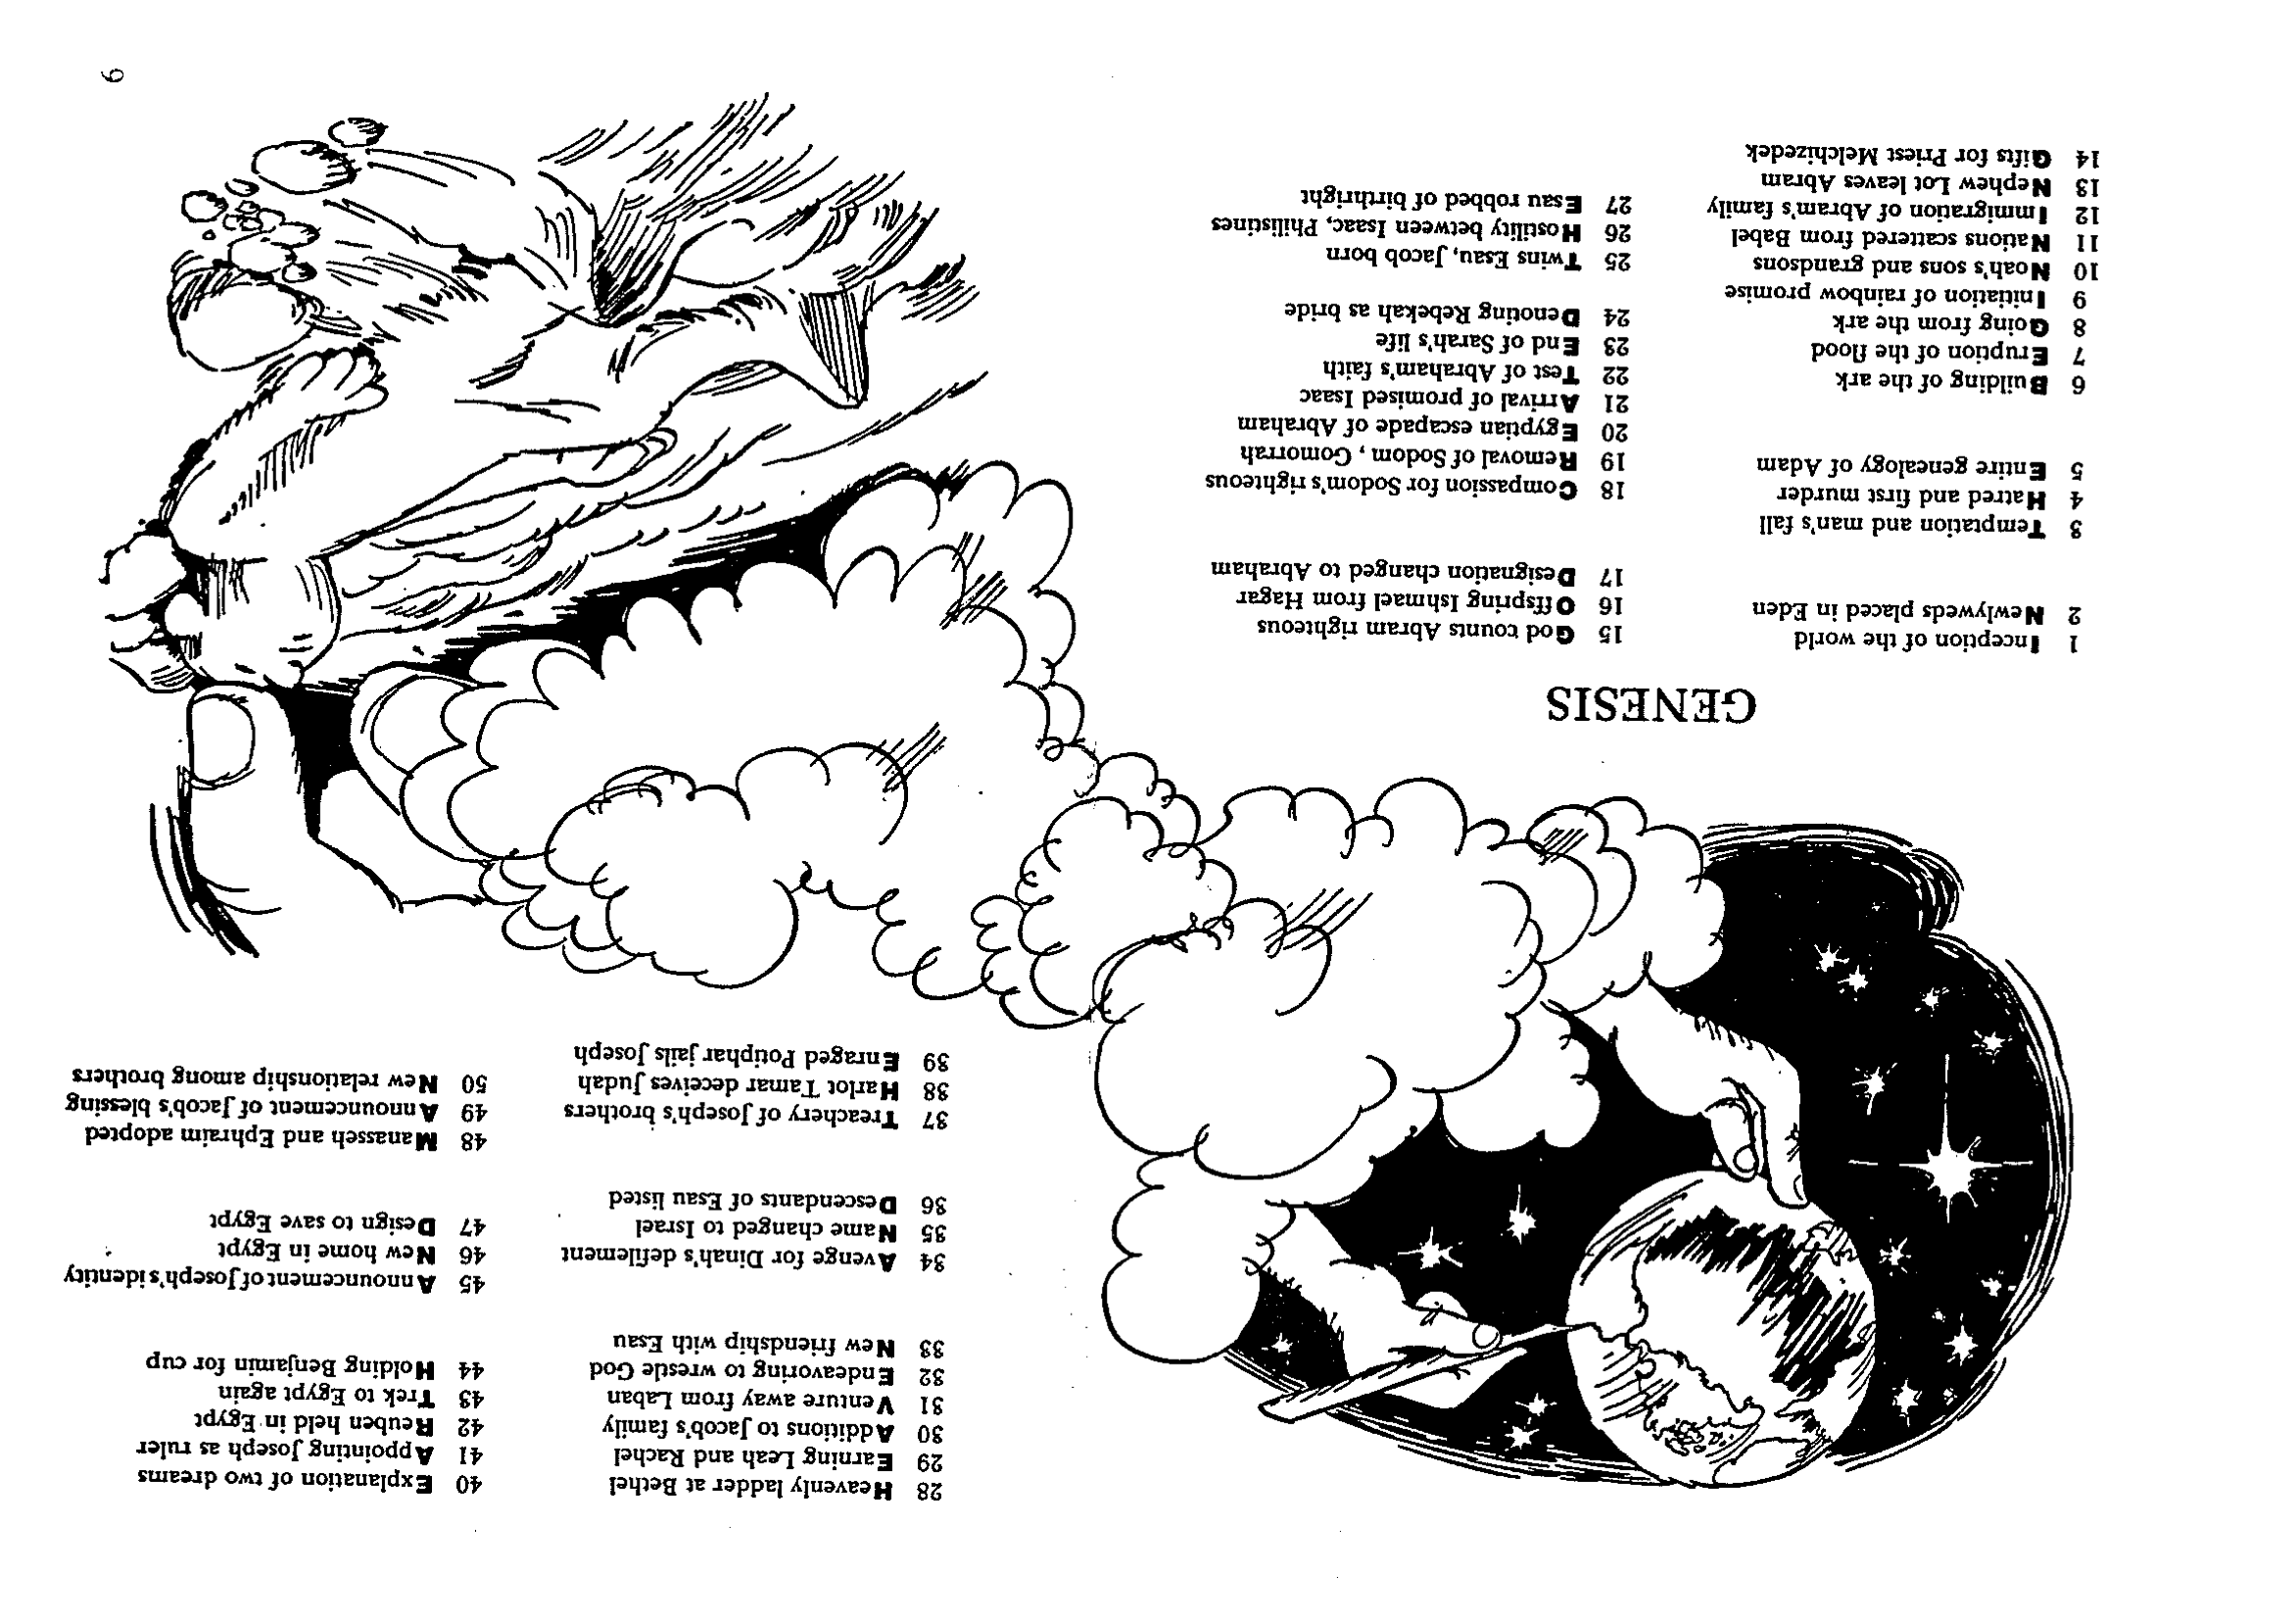 GENESIS
1 Inception of the world
2 Newlyweds placed in Eden
3 Temptation and man's fall
4 Hatred and first murder
5 Entire genealogy of Adam
6 Building of the ark
7 Eruption of the flood
8 Going from the ark
9 Initiation of rainbow promise
10 Noah's sons and grandsons
11 Nations scattered from Babel
12 Immigration of Abram's family
13 Nephew Lot leaves Abram
14 Gifts for Priest Melchizedek
15 God counts Abram righteous
16 Offspring Ishmael from Hagar
17 Designation changed to Abraham
18 Compassion for Sodom's righteous
19 Removal of Sodom , Gomorrah
20 Egyptian escapade of Abraham
21 Arrival of promised Isaac
22 Test of Abraham's faith
23 End of Sarah's life
24 Denoting Rebekah as bride
25 Twins Esau, Jacob born
26 Hostility between Isaac, Philistines
27 Esau robbed of birthright
28 Heavenly ladder at Bethel
29 Earning Leah and Rachel
30 Additions to Jacob's family
31 Venture away from Laban
32 Endeavoring to wrestle God
33 New friendship with Esau
34 Avenge for Dinah's defilement
35 Name changed to Israel
36 Descendants of Esau listed
37 Treachery of Joseph's brothers
38 Harlot Tamar deceives Judah
39 Enraged Potiphar jails Joseph
40 Explanation of two dreams
41 Appointing Joseph as ruler
42 Reuben held in Egypt
43 Trek to Egypt again
44 Holding Benjamin for cup
45 Announcement of Joseph's identity
46 New home in Egypt
47 Design to save Egypt
48 Manasseh and Ephraim adopted
49 Announcement of Jacob's blessing
50 New relationship among brothers
9